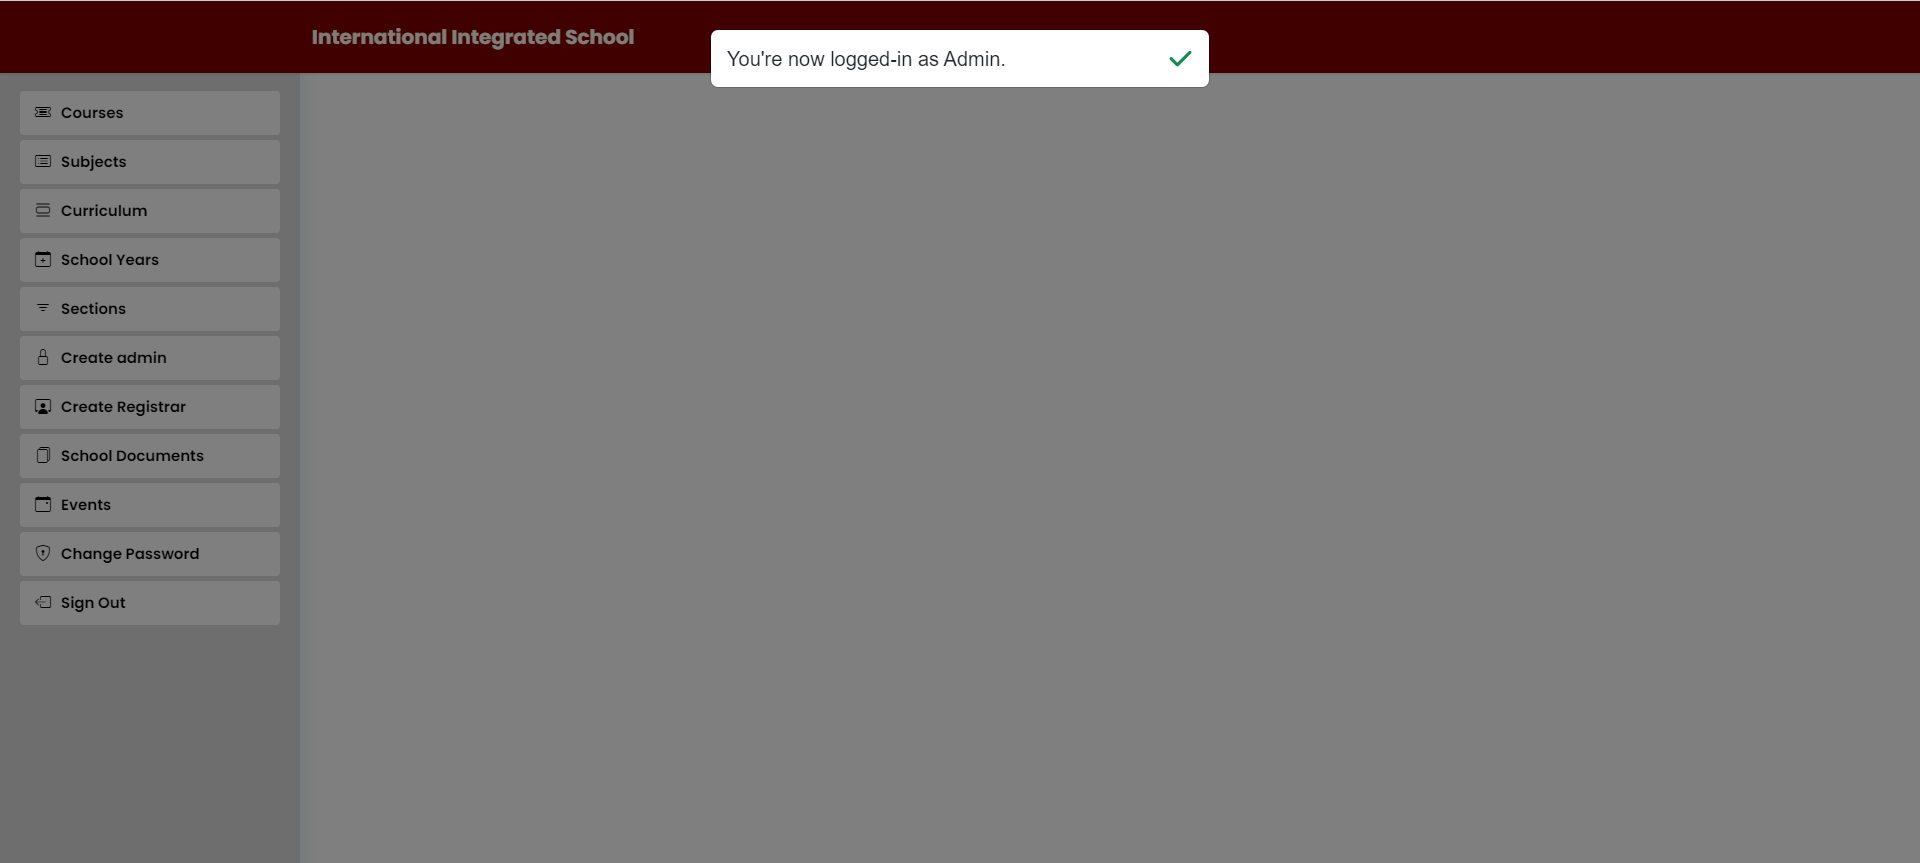 International Integrated School
You're now logged-in as Admin.
Courses
Subjects
Curriculum
School Years
Sections
Create admin
Create Registrar
School Documents
Events
Change Password
Sign Out